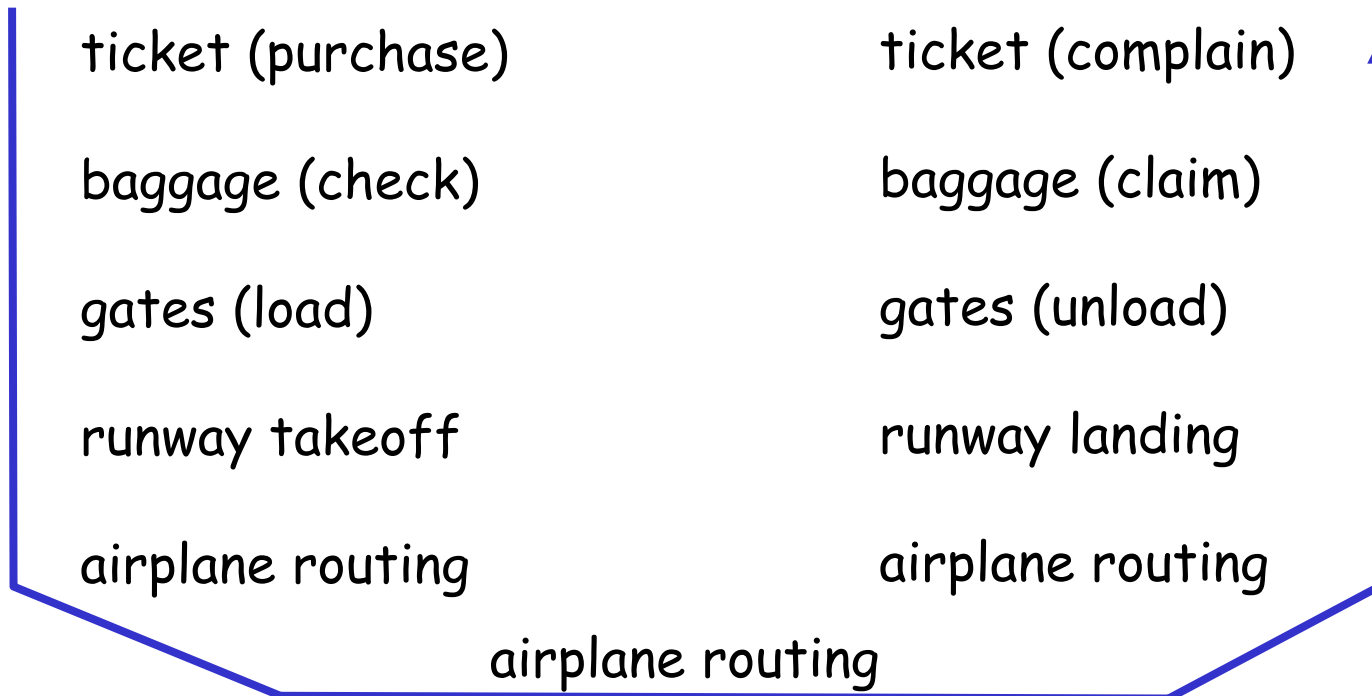 ticket (purchase)
baggage (check)
gates (load)
runway takeoff
airplane routing
ticket (complain)
baggage (claim)
gates (unload)
runway landing
airplane routing
airplane routing